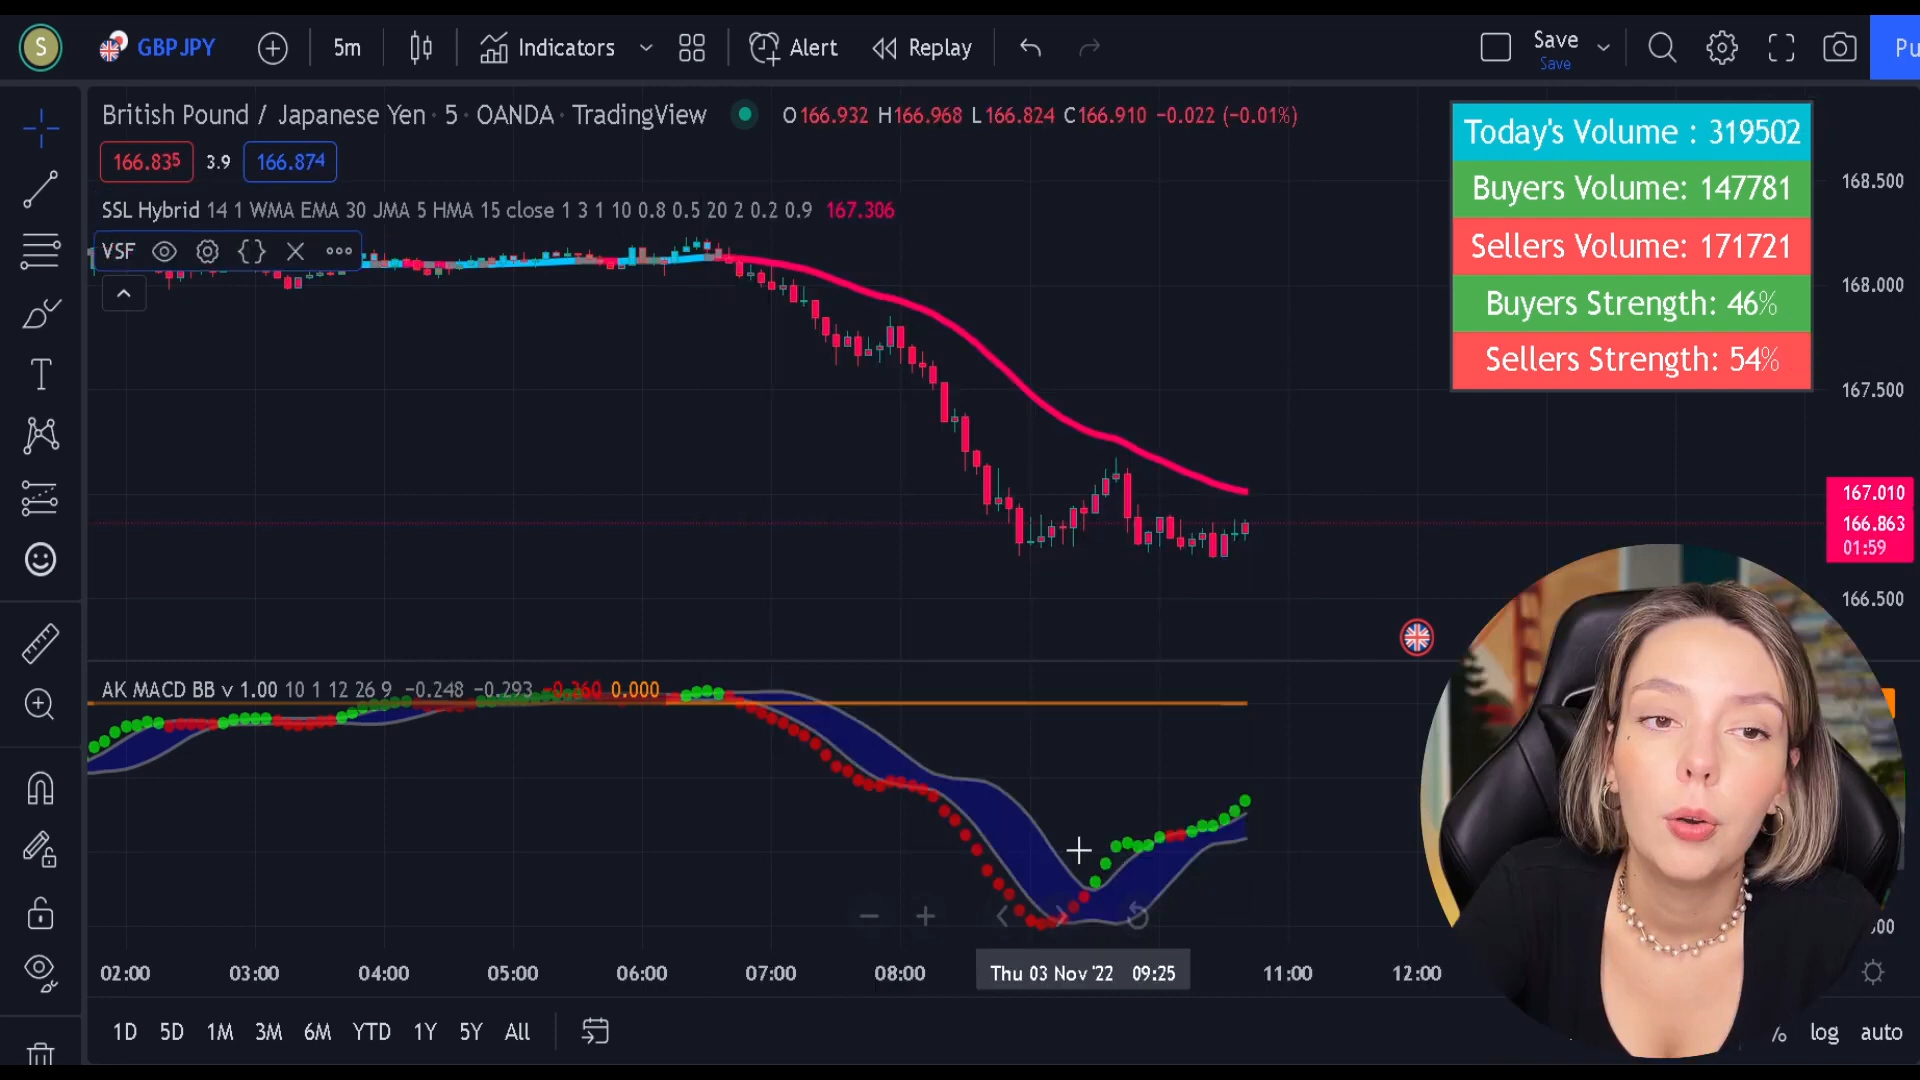 S GBPJPY 5m Indicators Alert Replay Save Pu
Save
British Pound / Japanese Yen · 5 · OANDA · TradingView O166.932 H166.968 L166.824 C166.910 −0.022 (−0.01%)
166.835 3.9 166.874
SSL Hybrid 14 1 WMA EMA 30 JMA 5 HMA 15 close 1 3 1 10 0.8 0.5 20 2 0.2 0.9 167.306
VSF
Today's Volume : 319502
Buyers Volume: 147781
Sellers Volume: 171721
Buyers Strength: 46%
Sellers Strength: 54%
168.500
168.000
167.500
167.010
166.863
01:59
166.500
AK MACD BB v 1.00 10 1 12 26 9 −0.248 −0.293 −0.360 0.000
02:00 03:00 04:00 05:00 06:00 07:00 08:00 Thu 03 Nov '22 09:25 11:00 12:00
1D 5D 1M 3M 6M YTD 1Y 5Y All log auto